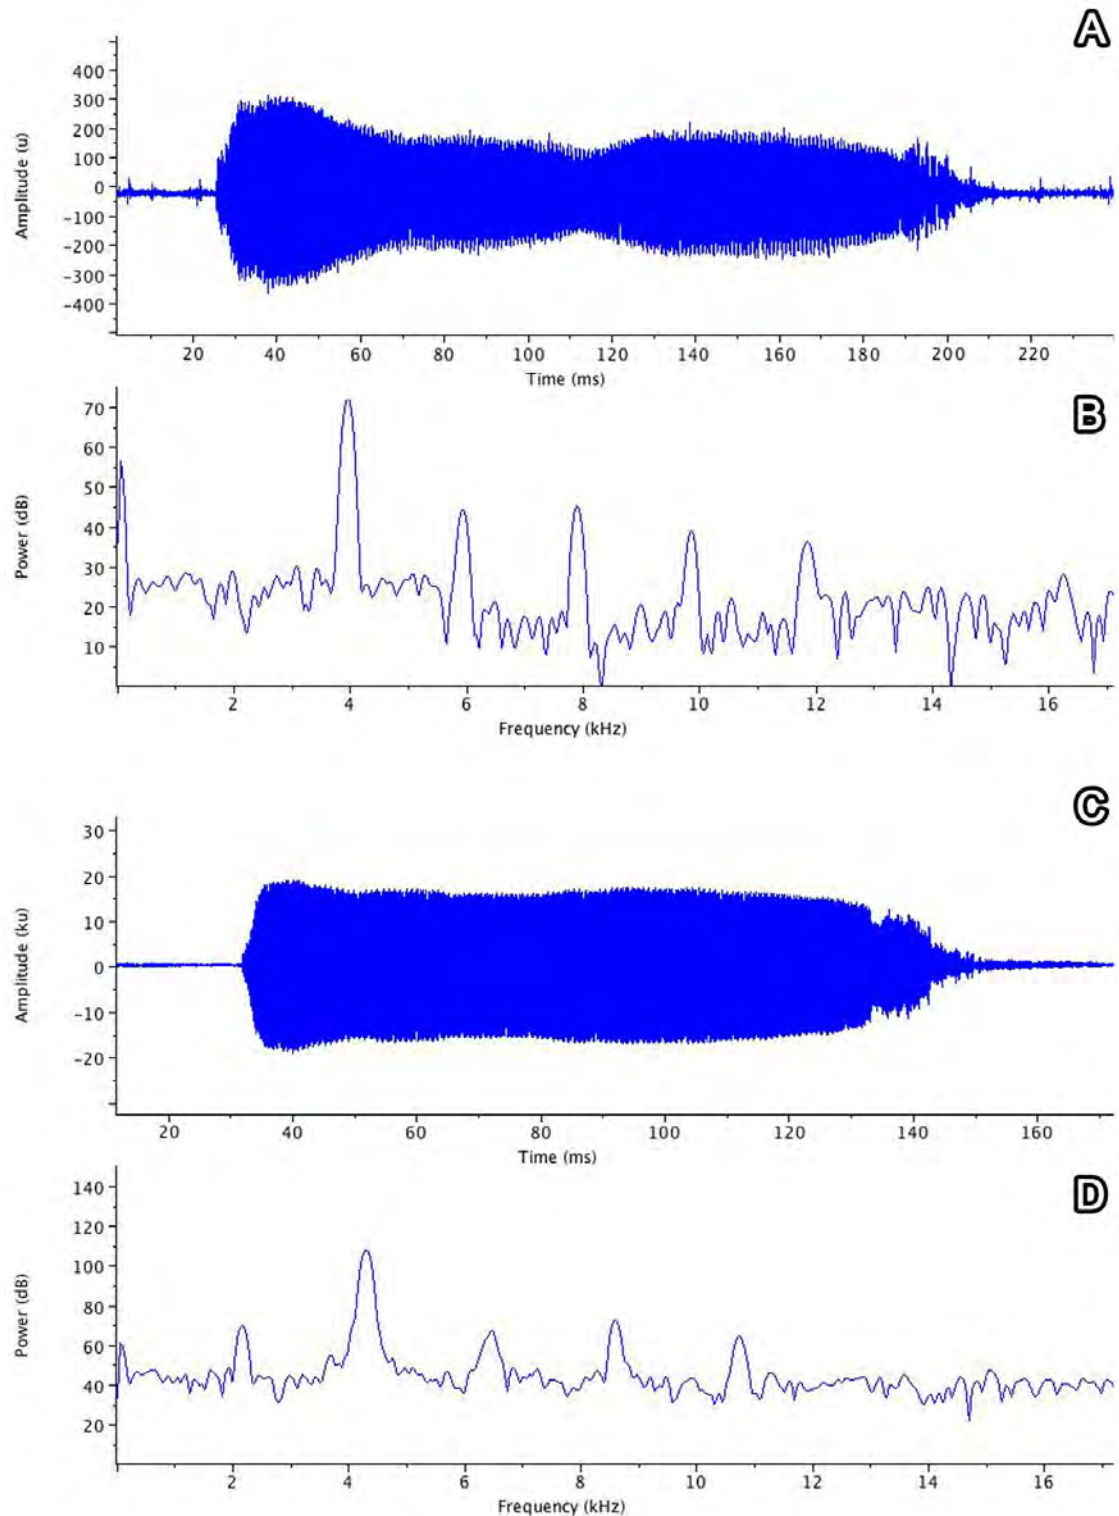 A
Amplitude (u)
400
300
200
100
0
-100
-200
-300
-400
20 40 60 80 100 120 140 160 180 200 220
Time (ms)
B
Power (dB)
70
60
50
40
30
20
10
2 4 6 8 10 12 14 16
Frequency (kHz)
C
Amplitude (ku)
30
20
10
0
-10
-20
20 40 60 80 100 120 140 160
Time (ms)
D
Power (dB)
140
120
100
80
60
40
20
2 4 6 8 10 12 14 16
Frequency (kHz)